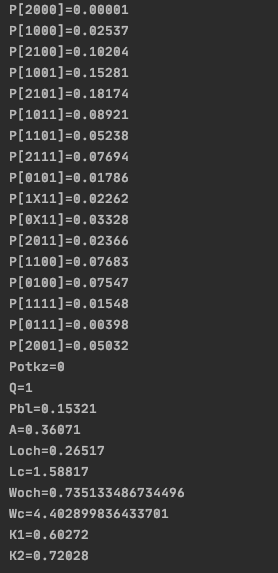 P[2000]=0.00001
P[1000]=0.02537
P[2100]=0.10204
P[1001]=0.15281
P[2101]=0.18174
P[1011]=0.08921
P[1101]=0.05238
P[2111]=0.07694
P[0101]=0.01786
P[1X11]=0.02262
P[0X11]=0.03328
P[2011]=0.02366
P[1100]=0.07683
P[0100]=0.07547
P[1111]=0.01548
P[0111]=0.00398
P[2001]=0.05032
Potkz=0
Q=1
Pbl=0.15321
A=0.36071
Loch=0.26517
Lc=1.58817
Woch=0.735133486734496
Wc=4.402899836433701
K1=0.60272
K2=0.72028